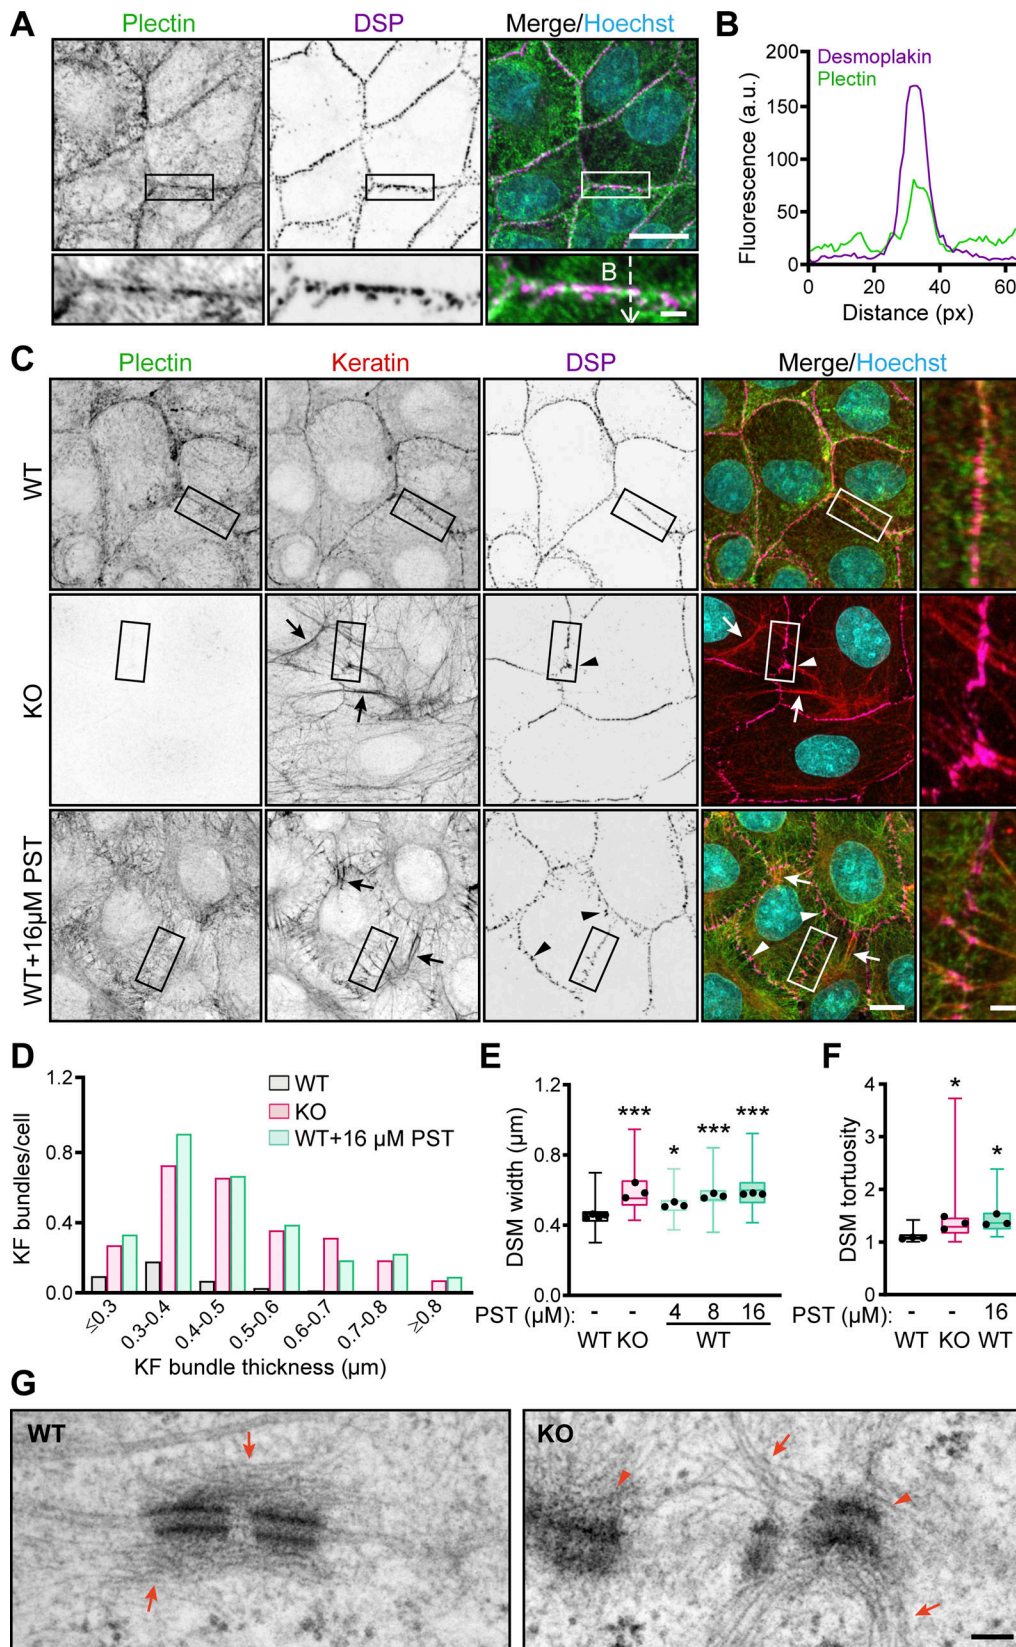 A
Plectin
DSP
Merge/Hoechst
B
B
200
150
100
50
0
Fluorescence (a.u.)
Desmoplakin
Plectin
0 20 40 60
Distance (px)
C
Plectin
Keratin
DSP
Merge/Hoechst
WT
KO
WT+16µM PST
D
1.2
0.8
0.4
0.0
KF bundles/cell
WT
KO
WT+16 µM PST
≤0.3
0.3-0.4
0.4-0.5
0.5-0.6
0.6-0.7
0.7-0.8
≥0.8
KF bundle thickness (µm)
E
1.2
0.8
0.4
0.0
DSM width (µm)
*** * *** ***
PST (µM): - - 4 8 16
WT KO WT
F
4
3
2
1
0
DSM tortuosity
* *
PST (µM): - - 16
WT KO WT
G
WT
KO